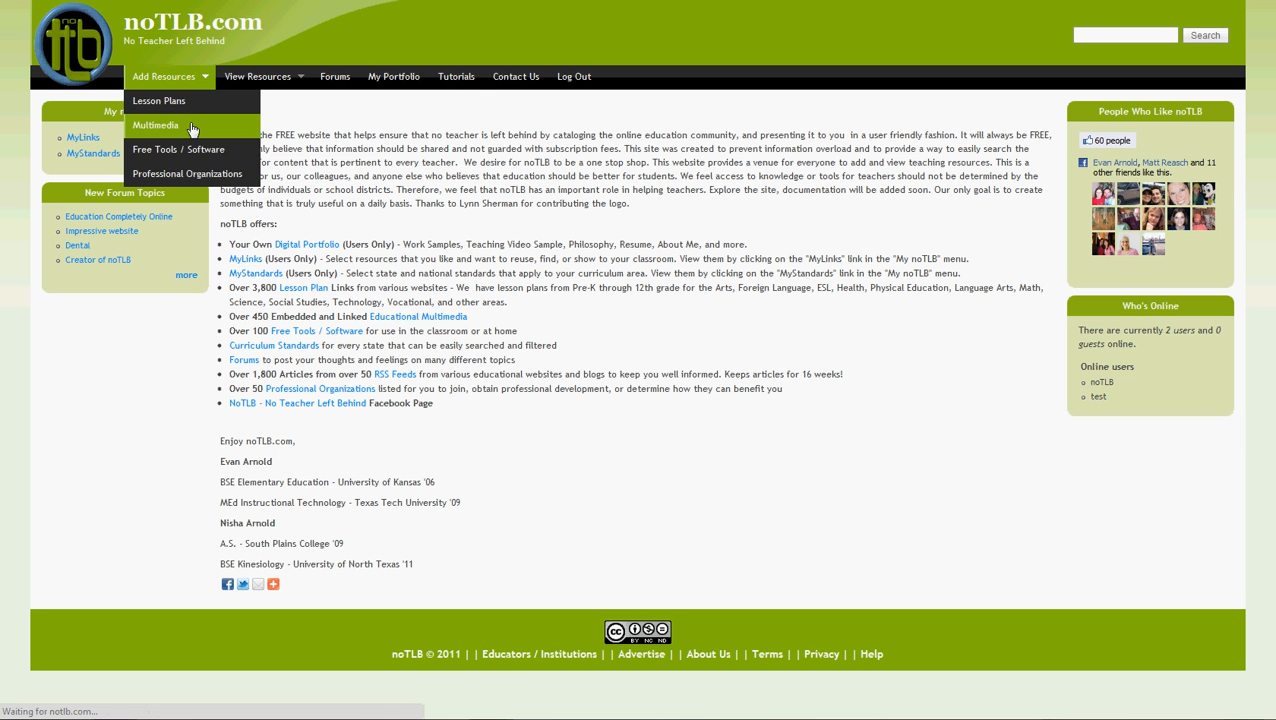 no
tlb
noTLB.com
No Teacher Left Behind
Search
Add Resources
View Resources
Forums
My Portfolio
Tutorials
Contact Us
Log Out
Lesson Plans
Multimedia
Free Tools / Software
Professional Organizations
My n
MyLinks
MyStandards
New Forum Topics
Education Completely Online
Impressive website
Dental
Creator of noTLB
more
the FREE website that helps ensure that no teacher is left behind by cataloging the online education community, and presenting it to you in a user friendly fashion. It will always be FREE,
only believe that information should be shared and not guarded with subscription fees. This site was created to prevent information overload and to provide a way to easily search the
for content that is pertinent to every teacher. We desire for noTLB to be a one stop shop. This website provides a venue for everyone to add and view teaching resources. This is a
or us, our colleagues, and anyone else who believes that education should be better for students. We feel access to knowledge or tools for teachers should not be determined by the
budgets of individuals or school districts. Therefore, we feel that noTLB has an important role in helping teachers. Explore the site, documentation will be added soon. Our only goal is to create
something that is truly useful on a daily basis. Thanks to Lynn Sherman for contributing the logo.
noTLB offers:
Your Own Digital Portfolio (Users Only) - Work Samples, Teaching Video Sample, Philosophy, Resume, About Me, and more.
MyLinks (Users Only) - Select resources that you like and want to reuse, find, or show to your classroom. View them by clicking on the "MyLinks" link in the "My noTLB" menu.
MyStandards (Users Only) - Select state and national standards that apply to your curriculum area. View them by clicking on the "MyStandards" link in the "My noTLB" menu.
Over 3,800 Lesson Plan Links from various websites - We have lesson plans from Pre-K through 12th grade for the Arts, Foreign Language, ESL, Health, Physical Education, Language Arts, Math,
Science, Social Studies, Technology, Vocational, and other areas.
Over 450 Embedded and Linked Educational Multimedia
Over 100 Free Tools / Software for use in the classroom or at home
Curriculum Standards for every state that can be easily searched and filtered
Forums to post your thoughts and feelings on many different topics
Over 1,800 Articles from over 50 RSS Feeds from various educational websites and blogs to keep you well informed. Keeps articles for 16 weeks!
Over 50 Professional Organizations listed for you to join, obtain professional development, or determine how they can benefit you
NoTLB - No Teacher Left Behind Facebook Page
Enjoy noTLB.com,
Evan Arnold
BSE Elementary Education - University of Kansas '06
MEd Instructional Technology - Texas Tech University '09
Nisha Arnold
A.S. - South Plains College '09
BSE Kinesiology - University of North Texas '11
People Who Like noTLB
60 people
Evan Arnold, Matt Reasch and 11
other friends like this.
Who's Online
There are currently 2 users and 0
guests online.
Online users
noTLB
test
BY NC ND
noTLB © 2011 | | Educators / Institutions | | Advertise | | About Us | | Terms | | Privacy | | Help
Waiting for notlb.com...